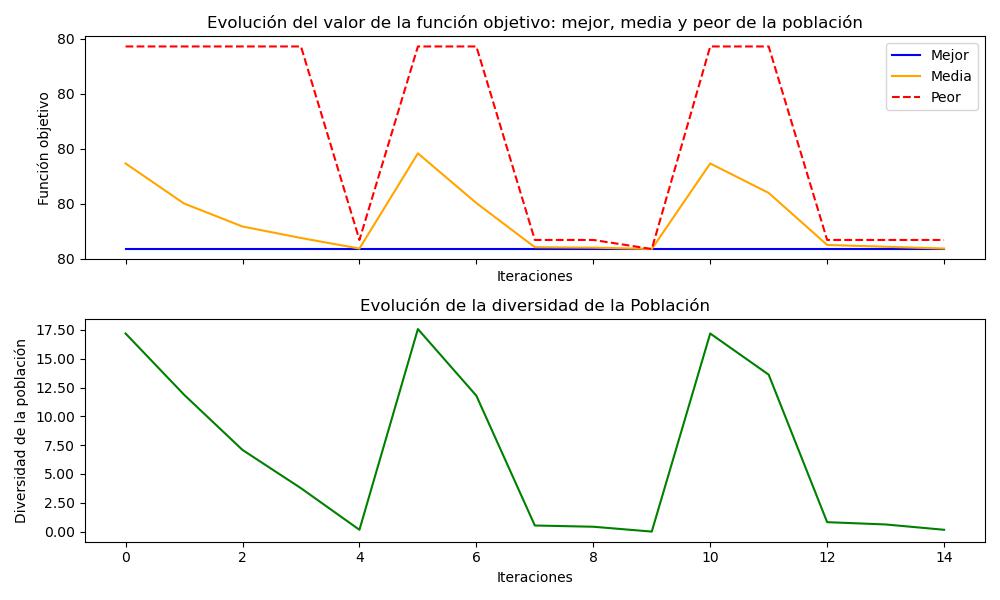 Evolución del valor de la función objetivo: mejor, media y peor de la población
80
80
80
80
80
Función objetivo
Mejor
Media
Peor
Iteraciones
Evolución de la diversidad de la Población
17.50
15.00
12.50
10.00
7.50
5.00
2.50
0.00
Diversidad de la población
0 2 4 6 8 10 12 14
Iteraciones